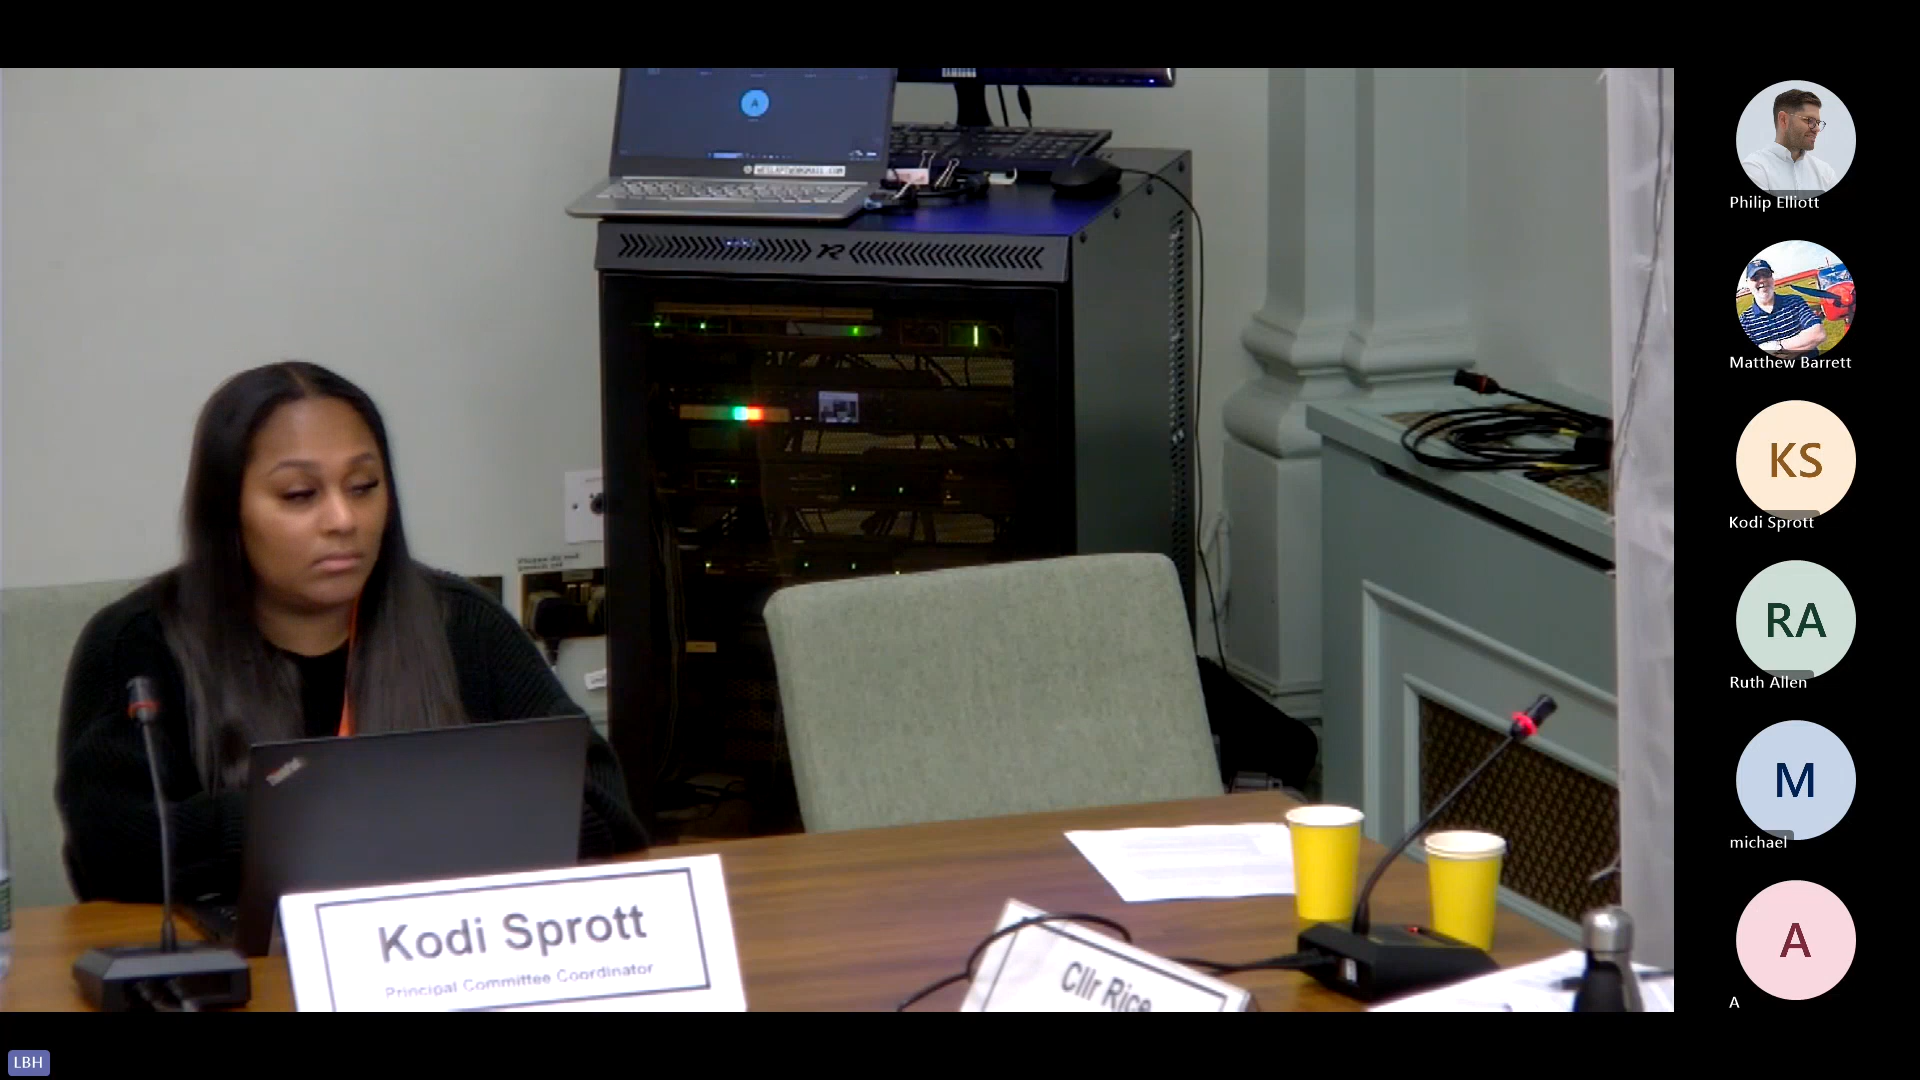 A
Philip Elliott
Matthew Barrett
KS
Kodi Sprott
RA
Ruth Allen
M
michael
A
A
ThinkPad
Kodi Sprott
Principal Committee Coordinator
Cllr Rice
LBH